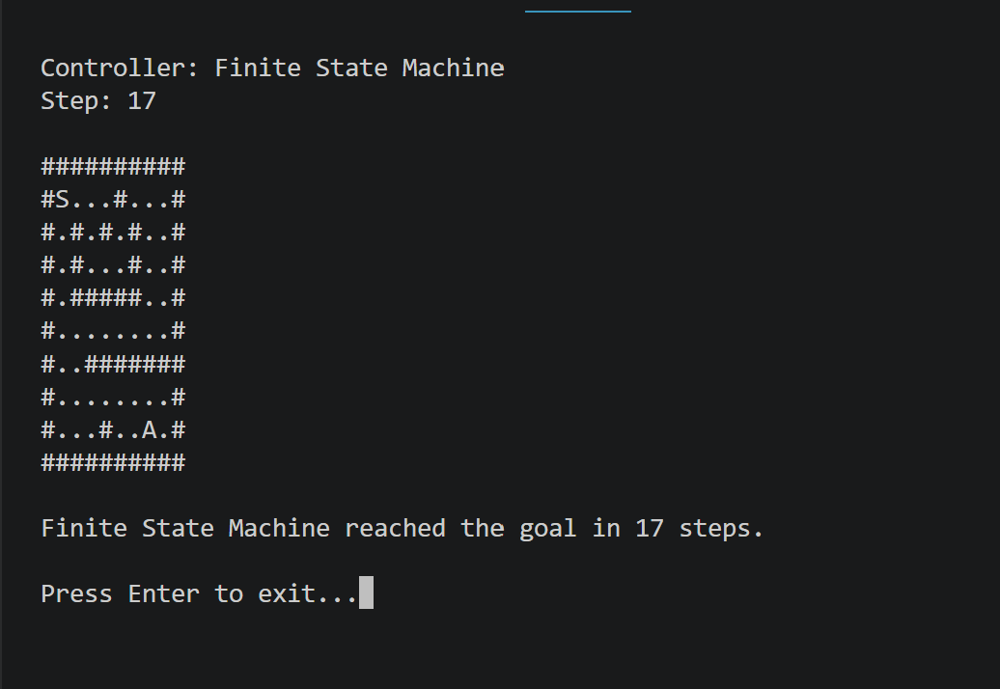 Controller: Finite State Machine
Step: 17
##########
#S...#...#
#.#.#.#..#
#.#...#..#
#.#####..#
#........#
#..#######
#........#
#...#..A.#
##########
Finite State Machine reached the goal in 17 steps.
Press Enter to exit...